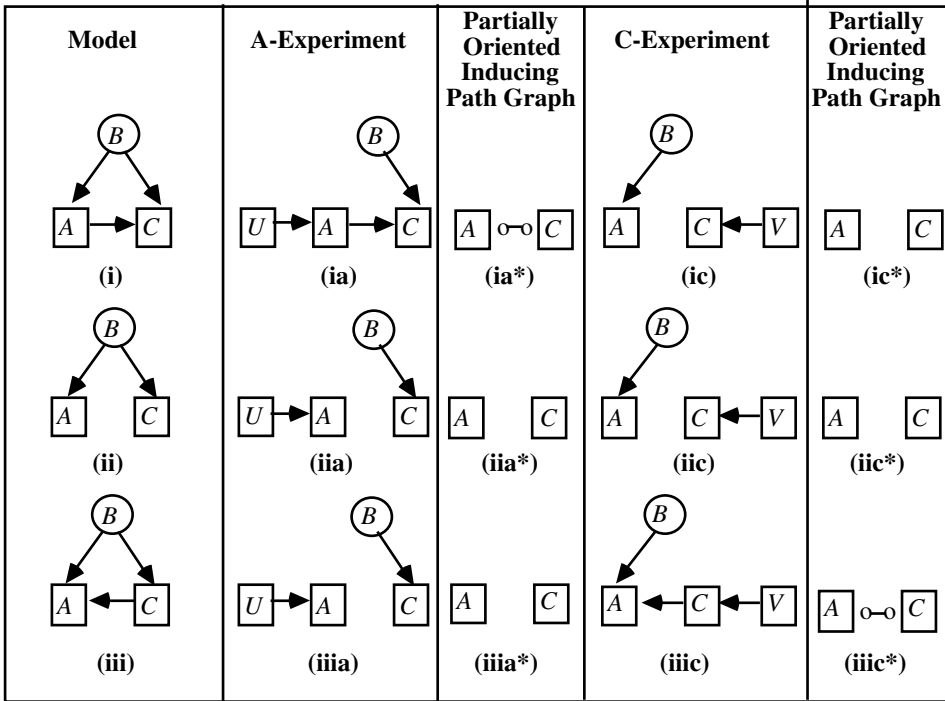 Model
A-Experiment
Partially
Oriented
Inducing
Path Graph
C-Experiment
Partially
Oriented
Inducing
Path Graph
B
A C
(i)
B
U A C
(ia)
A o-o C
(ia*)
B
A C V
(ic)
A C
(ic*)
B
A C
(ii)
B
U A C
(iia)
A C
(iia*)
B
A C V
(iic)
A C
(iic*)
B
A C
(iii)
B
U A C
(iiia)
A C
(iiia*)
B
A C V
(iiic)
A o-o C
(iiic*)